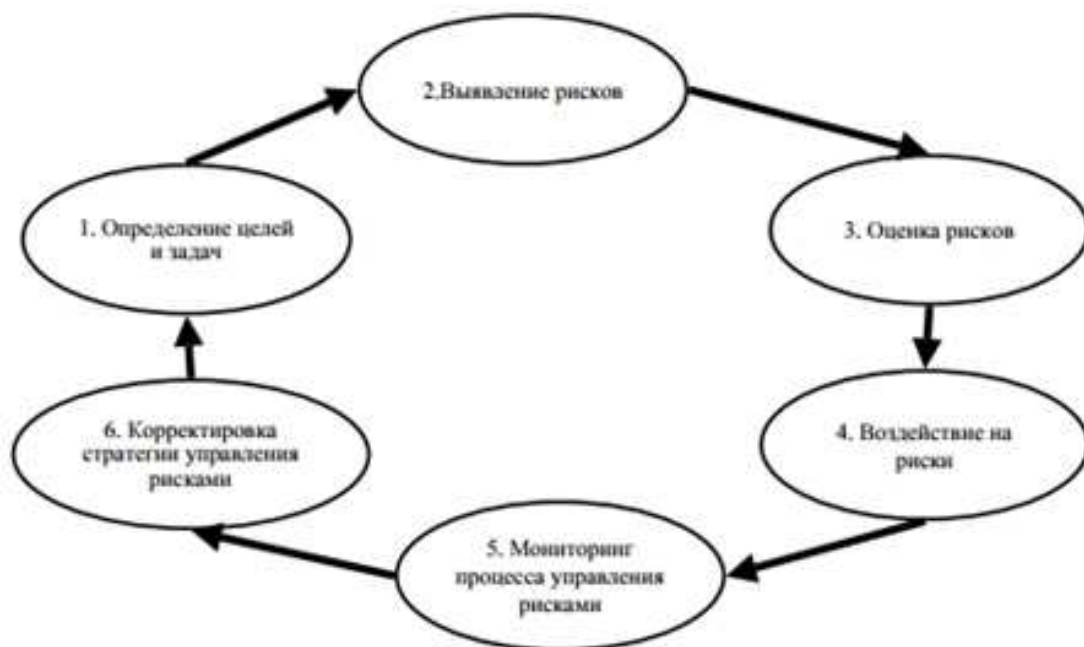 2.Выявление рисков
1. Определение целей
и задач
3. Оценка рисков
6. Корректировка
стратегии управления
рисками
4. Воздействие на
риски
5. Мониторинг
процесса управления
рисками